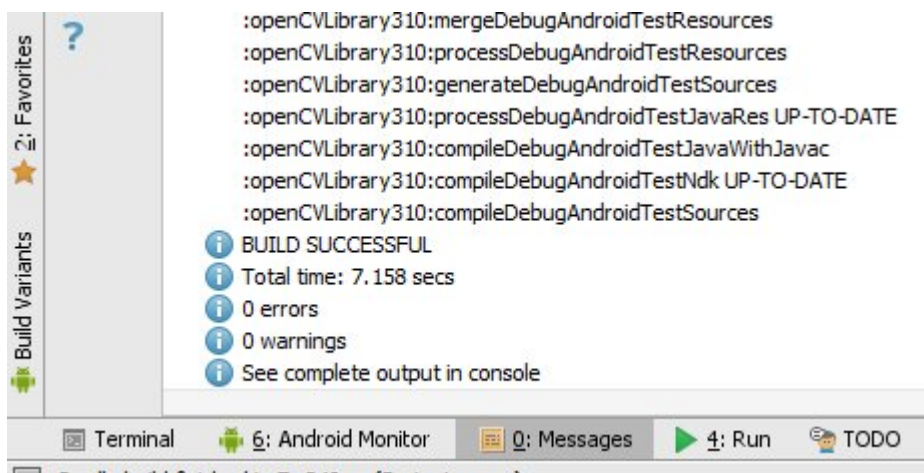 :openCVLibrary310:mergeDebugAndroidTestResources
?
:openCVLibrary310:processDebugAndroidTestResources
:openCVLibrary310:generateDebugAndroidTestSources
:openCVLibrary310:processDebugAndroidTestJavaRes UP-TO-DATE
:openCVLibrary310:compileDebugAndroidTestJavaWithJavac
:openCVLibrary310:compileDebugAndroidTestNdk UP-TO-DATE
:openCVLibrary310:compileDebugAndroidTestSources
BUILD SUCCESSFUL
Total time: 7.158 secs
0 errors
0 warnings
See complete output in console
2: Favorites
Build Variants
Terminal
6: Android Monitor
0: Messages
4: Run
TODO